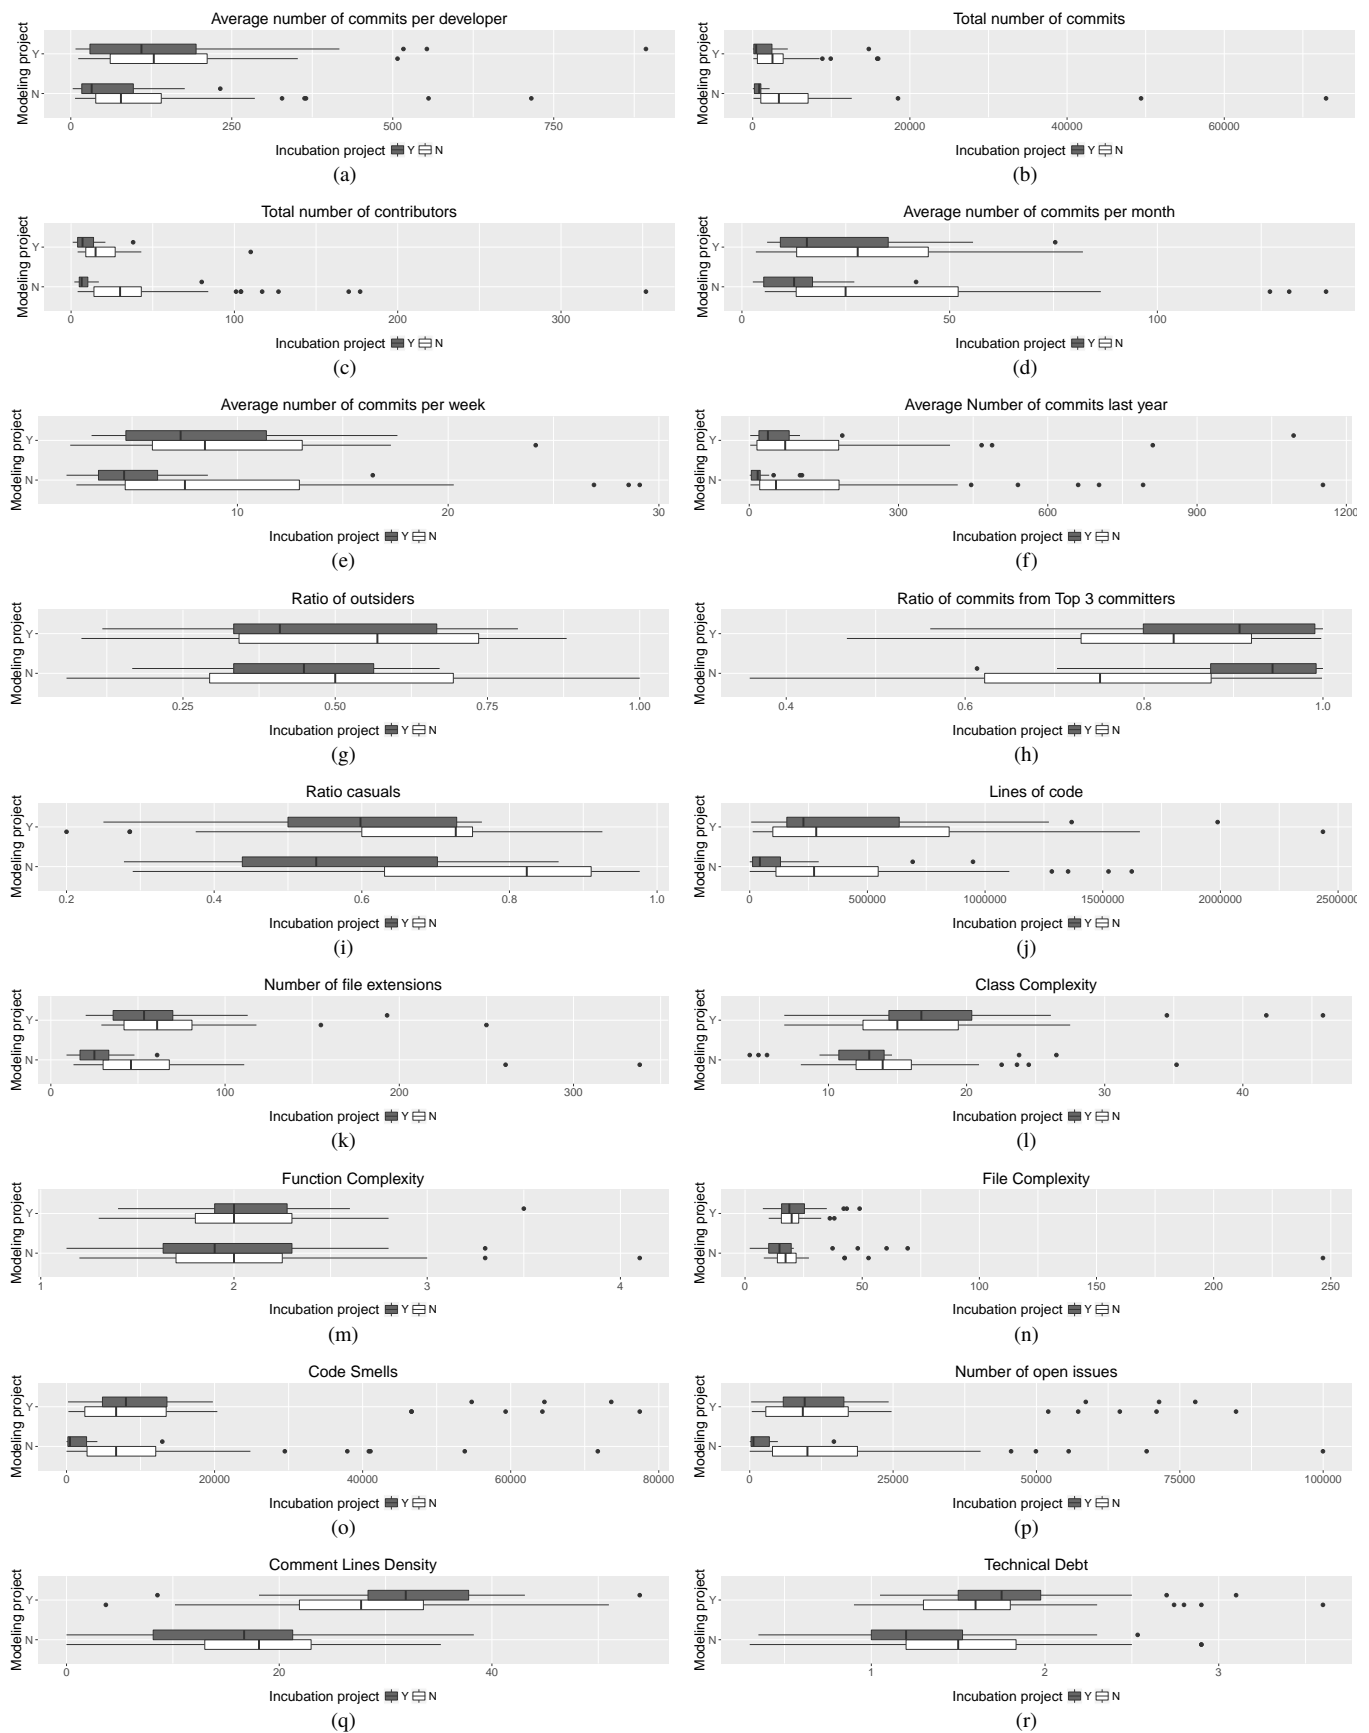 Average number of commits per developer
Modeling project
Y
N
0 250 500 750
Incubation project Y N
(a)
Total number of commits
Modeling project
Y
N
0 20000 40000 60000
Incubation project Y N
(b)
Total number of contributors
Modeling project
Y
N
0 100 200 300
Incubation project Y N
(c)
Average number of commits per month
Modeling project
Y
N
0 50 100
Incubation project Y N
(d)
Average number of commits per week
Modeling project
Y
N
10 20 30
Incubation project Y N
(e)
Average Number of commits last year
Modeling project
Y
N
0 300 600 900 1200
Incubation project Y N
(f)
Ratio of outsiders
Modeling project
Y
N
0.25 0.50 0.75 1.00
Incubation project Y N
(g)
Ratio of commits from Top 3 committers
Modeling project
Y
N
0.4 0.6 0.8 1.0
Incubation project Y N
(h)
Ratio casuals
Modeling project
Y
N
0.2 0.4 0.6 0.8 1.0
Incubation project Y N
(i)
Lines of code
Modeling project
Y
N
0 500000 1000000 1500000 2000000 2500000
Incubation project Y N
(j)
Number of file extensions
Modeling project
Y
N
0 100 200 300
Incubation project Y N
(k)
Class Complexity
Modeling project
Y
N
10 20 30 40
Incubation project Y N
(l)
Function Complexity
Modeling project
Y
N
1 2 3 4
Incubation project Y N
(m)
File Complexity
Modeling project
Y
N
0 50 100 150 200 250
Incubation project Y N
(n)
Code Smells
Modeling project
Y
N
0 20000 40000 60000 80000
Incubation project Y N
(o)
Number of open issues
Modeling project
Y
N
0 25000 50000 75000 100000
Incubation project Y N
(p)
Comment Lines Density
Modeling project
Y
N
0 20 40
Incubation project Y N
(q)
Technical Debt
Modeling project
Y
N
1 2 3
Incubation project Y N
(r)